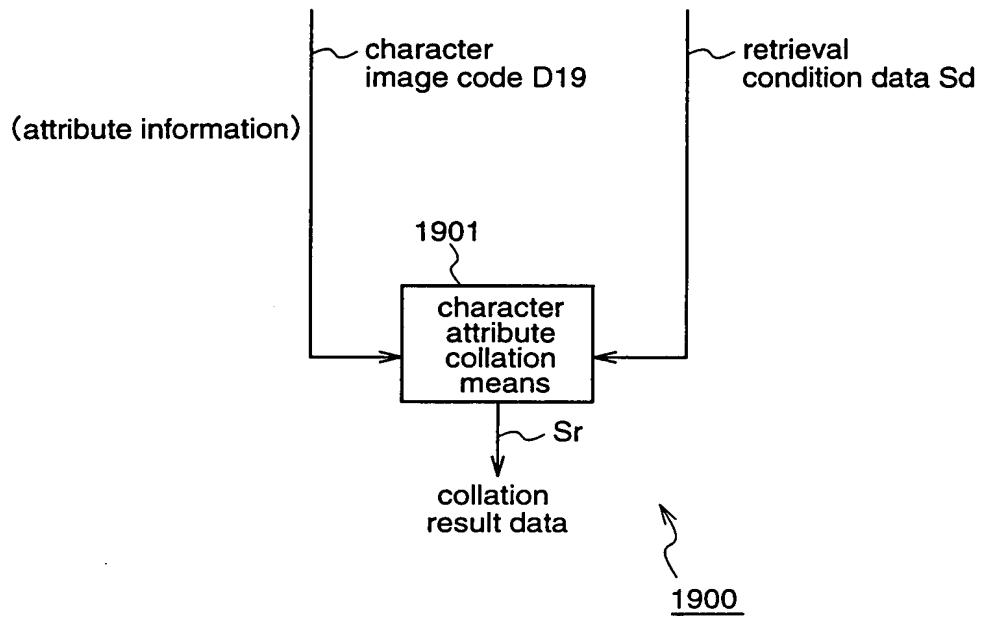 character
image code D19
retrieval
condition data Sd
(attribute information)
1901
character
attribute
collation
means
Sr
collation
result data
1900